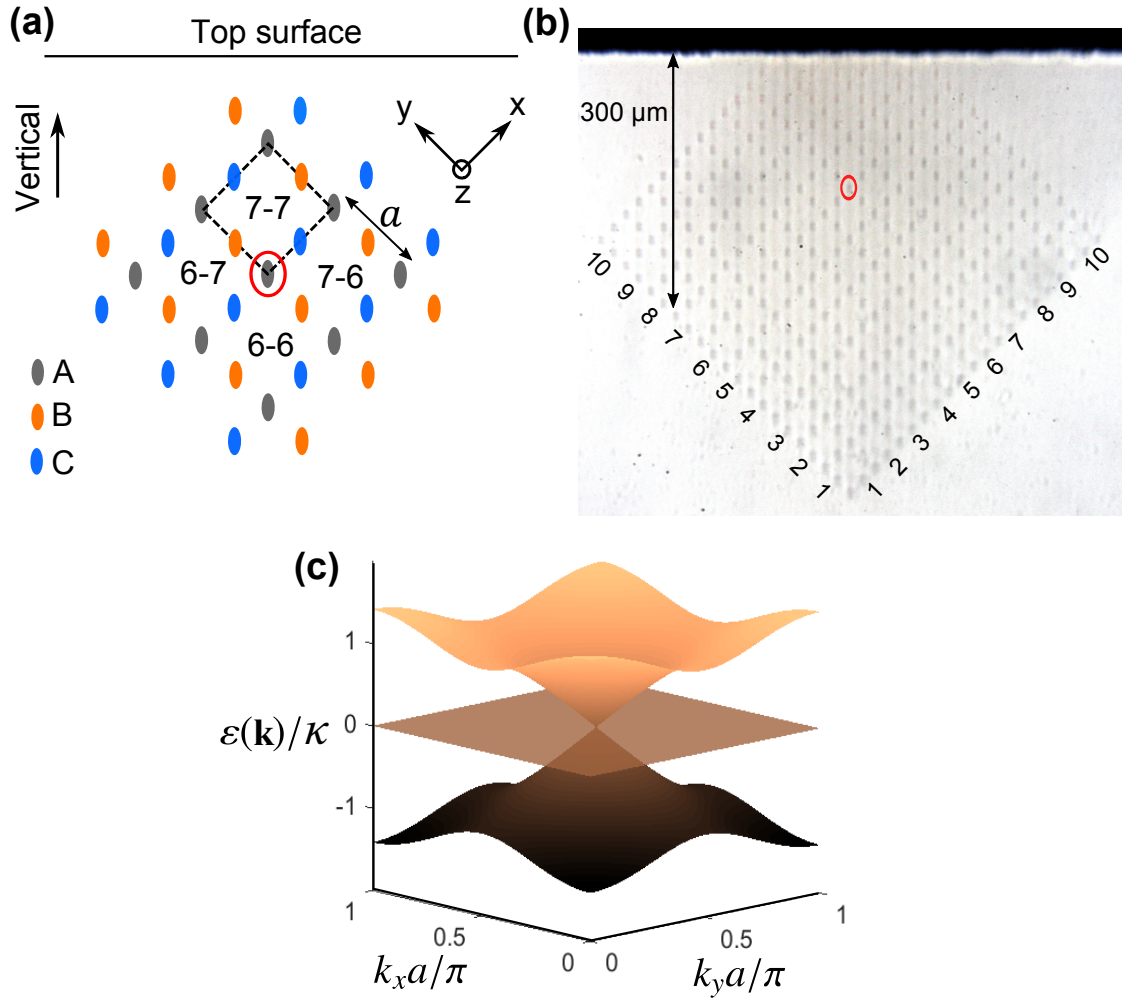 (a)
Top surface
Vertical
y
x
z
a
7-7
6-7
7-6
6-6
A
B
C
(b)
300 μm
10
9
8
7
6
5
4
3
2
1
1
2
3
4
5
6
7
8
9
10
(c)
1
0
-1
ε(k)/κ
1
0.5
0
kₓa/π
0
0.5
1
k_y a/π